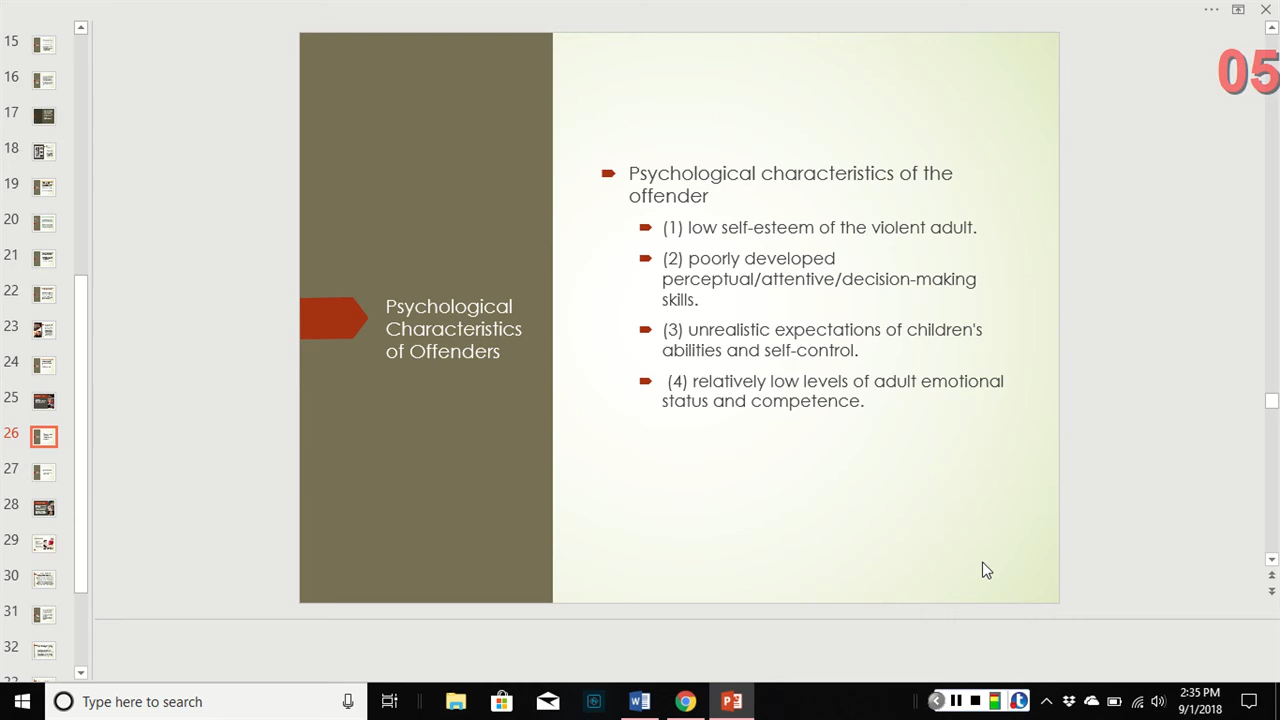 15
05
16
17
18
19
20
21
22
23
24
25
26
27
28
29
30
31
32
Psychological
Characteristics
of Offenders
Psychological characteristics of the
offender
(1) low self-esteem of the violent adult.
(2) poorly developed
perceptual/attentive/decision-making
skills.
(3) unrealistic expectations of children's
abilities and self-control.
(4) relatively low levels of adult emotional
status and competence.
Type here to search
2:35 PM
9/1/2018